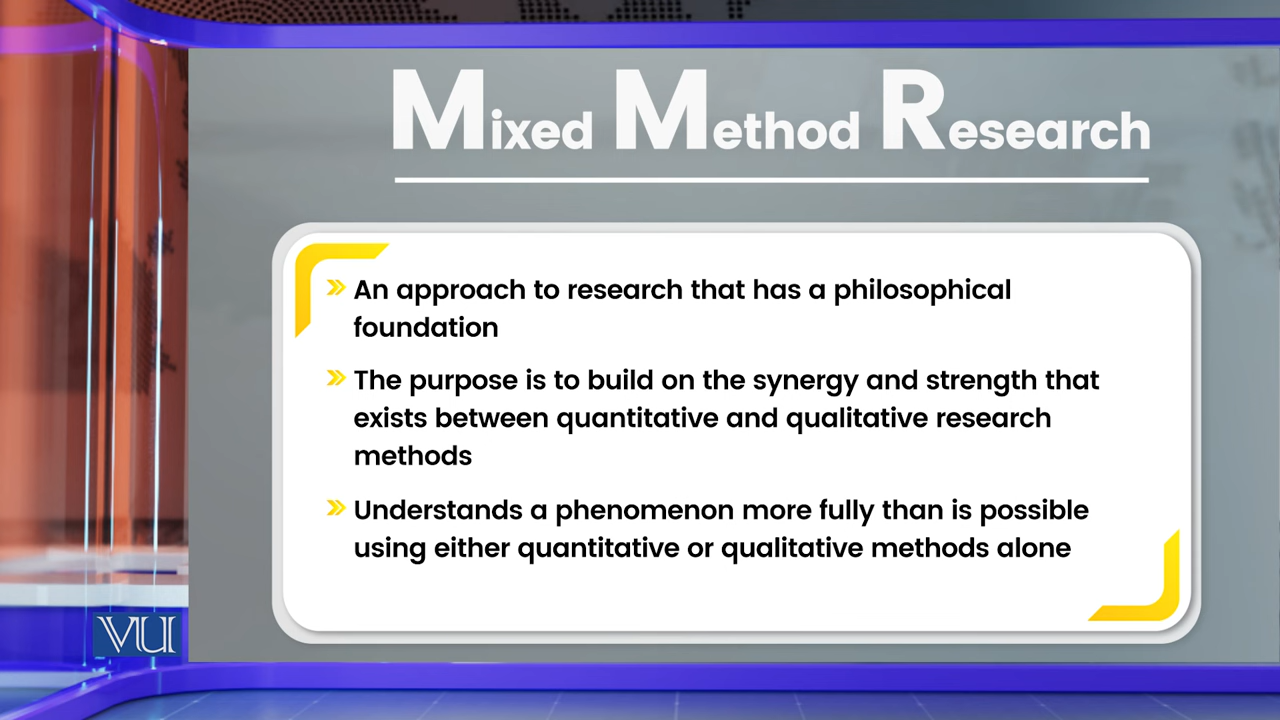 Mixed Method Research
An approach to research that has a philosophical
foundation
The purpose is to build on the synergy and strength that
exists between quantitative and qualitative research
methods
Understands a phenomenon more fully than is possible
using either quantitative or qualitative methods alone
VU